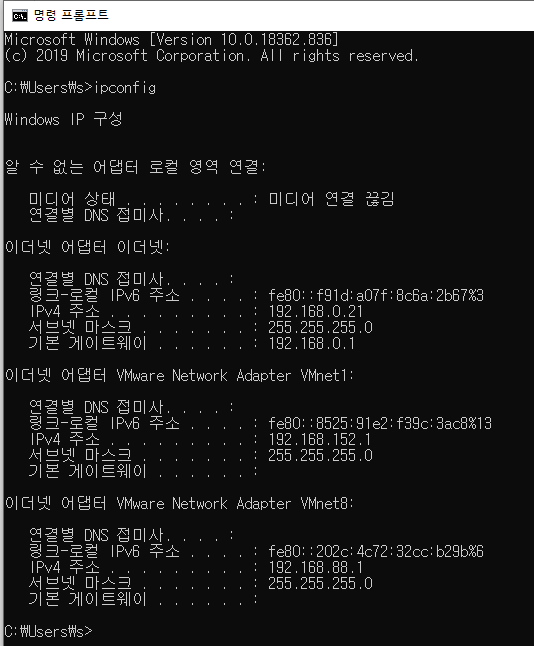 명령 프롬프트
Microsoft Windows [Version 10.0.18362.836]
(c) 2019 Microsoft Corporation. All rights reserved.
C:₩Users₩s>ipconfig
Windows IP 구성
알 수 없는 어댑터 로컬 영역 연결:
미디어 상태 . . . . . . . . : 미디어 연결 끊김
연결별 DNS 접미사. . . . :
이더넷 어댑터 이더넷:
연결별 DNS 접미사. . . . :
링크-로컬 IPv6 주소 . . . . : fe80::f91d:a07f:8c6a:2b67%3
IPv4 주소 . . . . . . . . . : 192.168.0.21
서브넷 마스크 . . . . . . . : 255.255.255.0
기본 게이트웨이 . . . . . . : 192.168.0.1
이더넷 어댑터 VMware Network Adapter VMnet1:
연결별 DNS 접미사. . . . :
링크-로컬 IPv6 주소 . . . . : fe80::8525:91e2:f39c:3ac8%13
IPv4 주소 . . . . . . . . . : 192.168.152.1
서브넷 마스크 . . . . . . . : 255.255.255.0
기본 게이트웨이 . . . . . . :
이더넷 어댑터 VMware Network Adapter VMnet8:
연결별 DNS 접미사. . . . :
링크-로컬 IPv6 주소 . . . . : fe80::202c:4c72:32cc:b29b%6
IPv4 주소 . . . . . . . . . : 192.168.88.1
서브넷 마스크 . . . . . . . : 255.255.255.0
기본 게이트웨이 . . . . . . :
C:₩Users₩s>